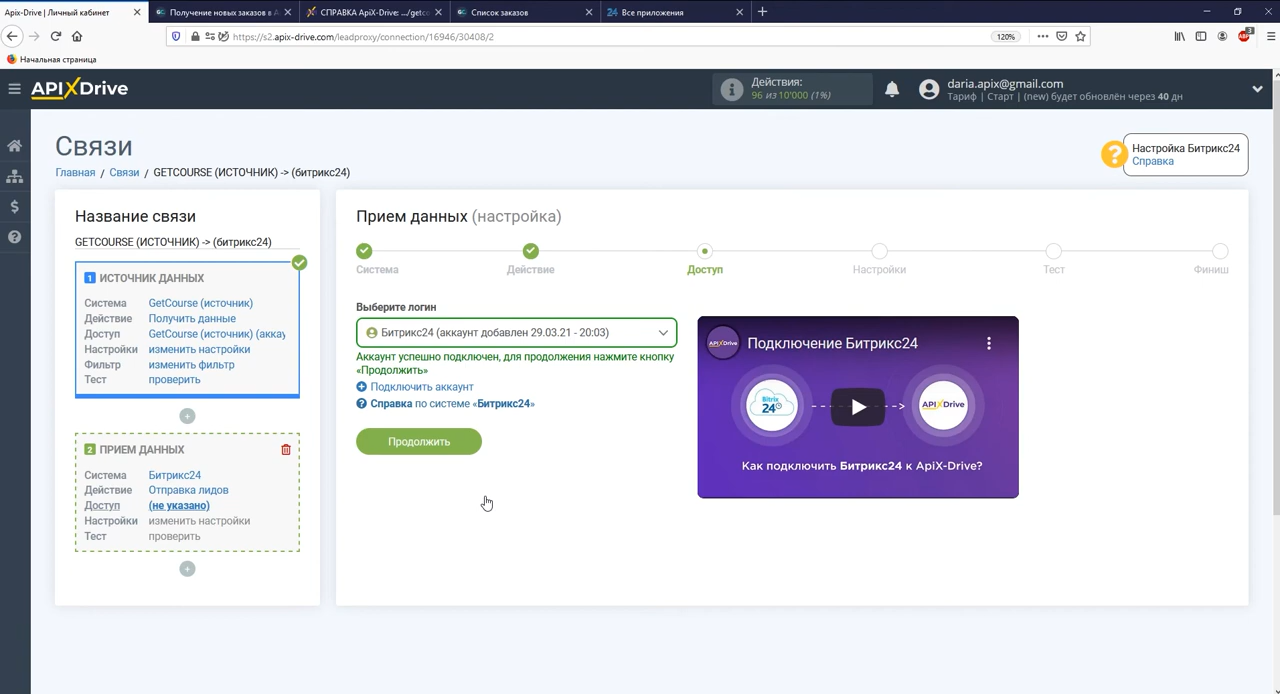 Apix-Drive | Личный кабинет
Получение новых заказов в A
СПРАВКА ApiX-Drive: .../getco
Список заказов
24 Все приложения
https://s2.apix-drive.com/leadproxy/connection/16946/30408/2
120%
Начальная страница
APIXDrive
Действия:
96 из 10'000 (1%)
daria.apix@gmail.com
Тариф | Старт | (new) будет обновлён через 40 дн
Связи
Главная / Связи / GETCOURSE (ИСТОЧНИК) -> (битрикс24)
Настройка Битрикс24
Справка
Название связи
GETCOURSE (ИСТОЧНИК) -> (битрикс24)
1 ИСТОЧНИК ДАННЫХ
Система GetCourse (источник)
Действие Получить данные
Доступ GetCourse (источник) (аккау
Настройки изменить настройки
Фильтр изменить фильтр
Тест проверить
2 ПРИЕМ ДАННЫХ
Система Битрикс24
Действие Отправка лидов
Доступ (не указано)
Настройки изменить настройки
Тест проверить
Прием данных (настройка)
Система
Действие
Доступ
Настройки
Тест
Финиш
Выберите логин
Битрикс24 (аккаунт добавлен 29.03.21 - 20:03)
Аккаунт успешно подключен, для продолжения нажмите кнопку
«Продолжить»
Подключить аккаунт
Справка по системе «Битрикс24»
Продолжить
APIXDrive
Подключение Битрикс24
Bitrix
24
APIXDrive
Как подключить Битрикс24 к ApiX-Drive?